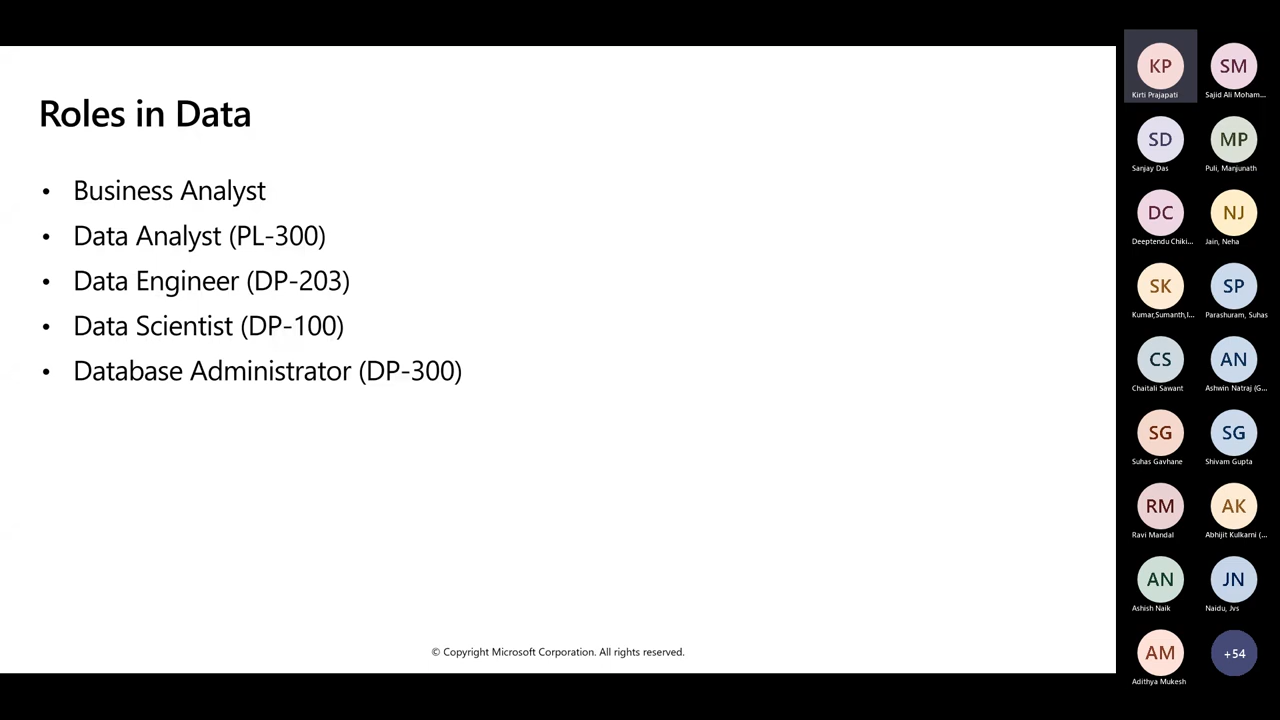 Roles in Data
• Business Analyst
• Data Analyst (PL-300)
• Data Engineer (DP-203)
• Data Scientist (DP-100)
• Database Administrator (DP-300)
© Copyright Microsoft Corporation. All rights reserved.
KP SM
Kirti Prajapati Sajid Ali Moham...
SD MP
Sanjay Das Puli, Manjunath
DC NJ
Deeptendu Chiki... Jain, Neha
SK SP
Kumar,Sumanth,I... Parashuram, Suhas
CS AN
Chaitali Sawant Ashwin Natraj (G...
SG SG
Suhas Gavhane Shivam Gupta
RM AK
Ravi Mandal Abhijit Kulkarni (...
AN JN
Ashish Naik Naidu, Jvs
AM +54
Adithya Mukesh